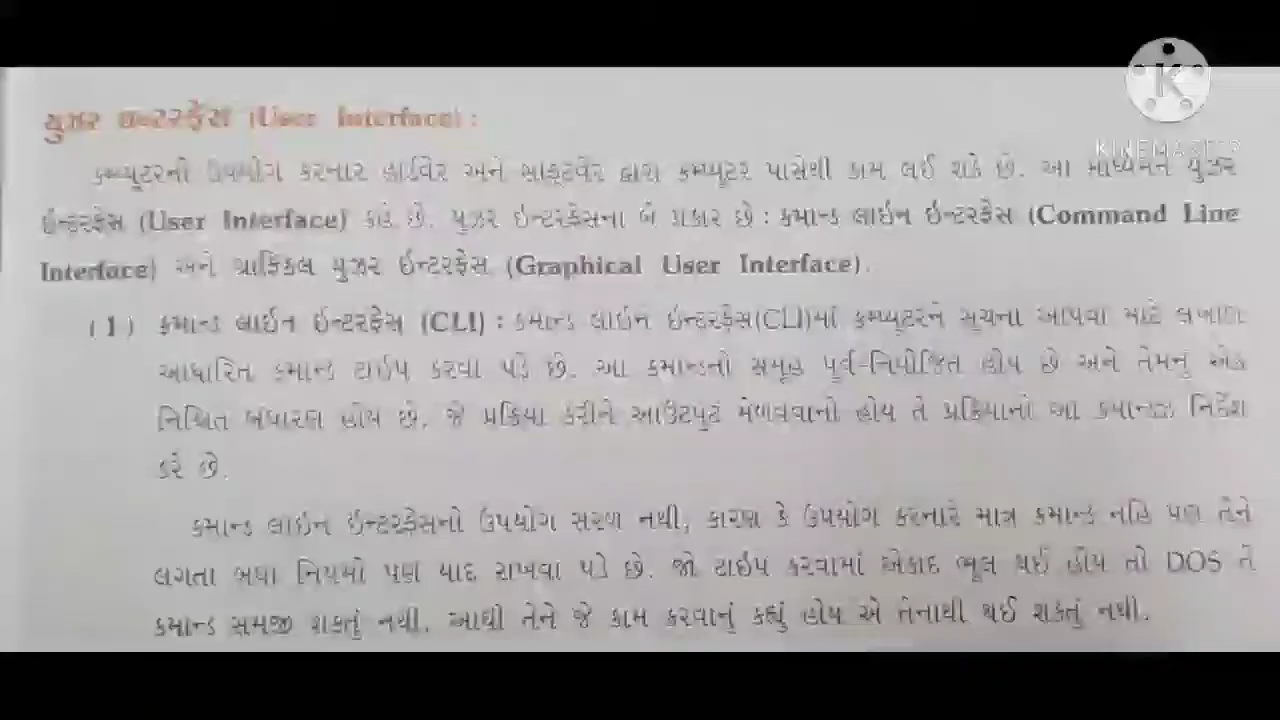 KINEMASTER
યુઝર ઇન્ટરફેસ (User Interface) :
કમ્પ્યુટરનો ઉપયોગ કરનાર હાર્ડવેર અને સૉફ્ટવેર દ્વારા કમ્પ્યૂટર પાસેથી કામ લઈ શકે છે. આ માધ્યમને યુઝર
ઇન્ટરફેસ (User Interface) કહે છે. યુઝર ઇન્ટરફેસના બે પ્રકાર છે : કમાન્ડ લાઇન ઇન્ટરફેસ (Command Line
Interface) અને ગ્રાફિકલ યુઝર ઇન્ટરફેસ (Graphical User Interface).
(1) કમાન્ડ લાઇન ઇન્ટરફેસ (CLI) : કમાન્ડ લાઇન ઇન્ટરફેસ(CLI)માં કમ્પ્યુટરને સૂચના આપવા માટે લખાણ
આધારિત કમાન્ડ ટાઈપ કરવા પડે છે. આ કમાન્ડનો સમૂહ પૂર્વ-નિયોજિત હોય છે અને તેમનું એક
નિશ્ચિત બંધારણ હોય છે. જે પ્રક્રિયા કરીને આઉટપુટ મેળવવાનો હોય તે પ્રક્રિયાનો આ કમાન્ડ નિર્દેશ
કરે છે.
કમાન્ડ લાઇન ઇન્ટરફેસનો ઉપયોગ સરળ નથી, કારણ કે ઉપયોગ કરનારે માત્ર કમાન્ડ નહિ પણ તેને
લગતા બધા નિયમો પણ યાદ રાખવા પડે છે. જો ટાઇપ કરવામાં એકાદ ભૂલ થઈ હોય તો DOS તે
કમાન્ડ સમજી શકતું નથી. આથી તેને જે કામ કરવાનું કહ્યું હોય એ તેનાથી થઈ શકતું નથી.